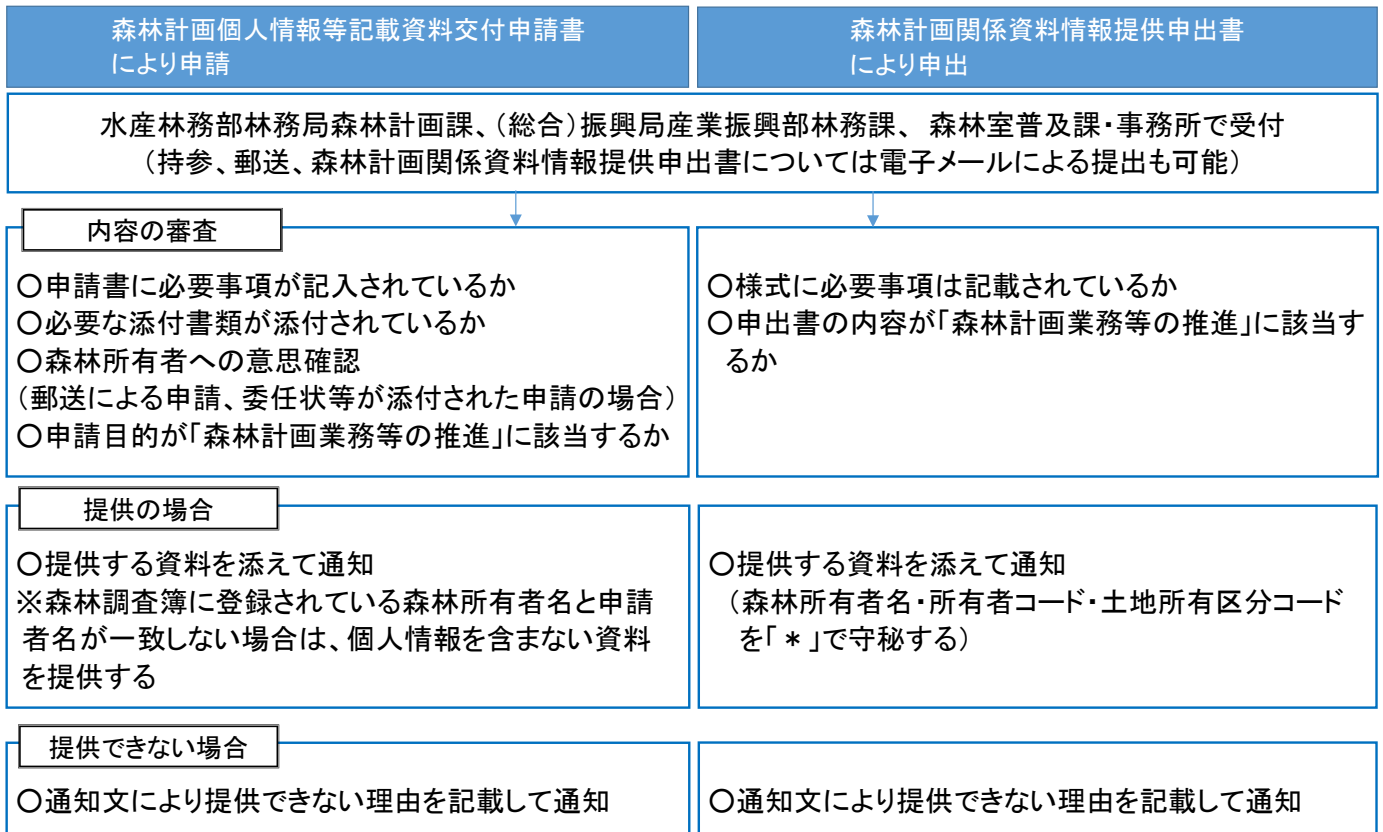 森林計画個人情報等記載資料交付申請書
により申請
森林計画関係資料情報提供申出書
により申出
水産林務部林務局森林計画課、(総合)振興局産業振興部林務課、 森林室普及課・事務所で受付
(持参、郵送、森林計画関係資料情報提供申出書については電子メールによる提出も可能)
内容の審査
〇申請書に必要事項が記入されているか
〇必要な添付書類が添付されているか
〇森林所有者への意思確認
(郵送による申請、委任状等が添付された申請の場合)
〇申請目的が「森林計画業務等の推進」に該当するか
〇様式に必要事項は記載されているか
〇申出書の内容が「森林計画業務等の推進」に該当す
るか
提供の場合
〇提供する資料を添えて通知
※森林調査簿に登録されている森林所有者名と申請
者名が一致しない場合は、個人情報を含まない資料
を提供する
〇提供する資料を添えて通知
(森林所有者名・所有者コード・土地所有区分コード
を「*」で守秘する)
提供できない場合
〇通知文により提供できない理由を記載して通知
〇通知文により提供できない理由を記載して通知